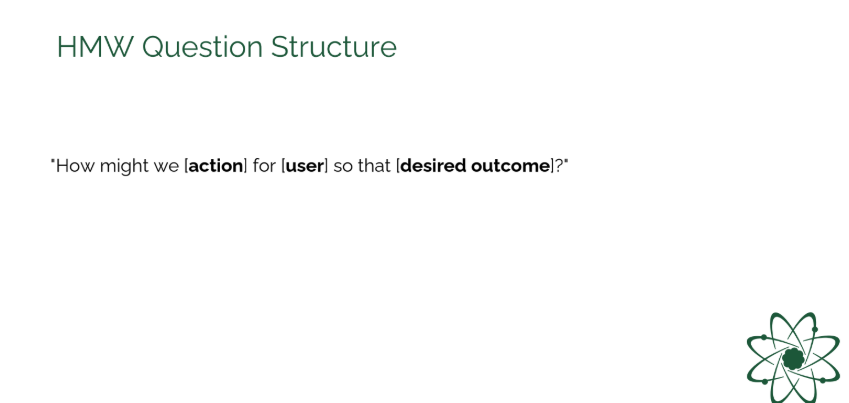 HMW Question Structure
"How might we [action] for [user] so that [desired outcome]?"